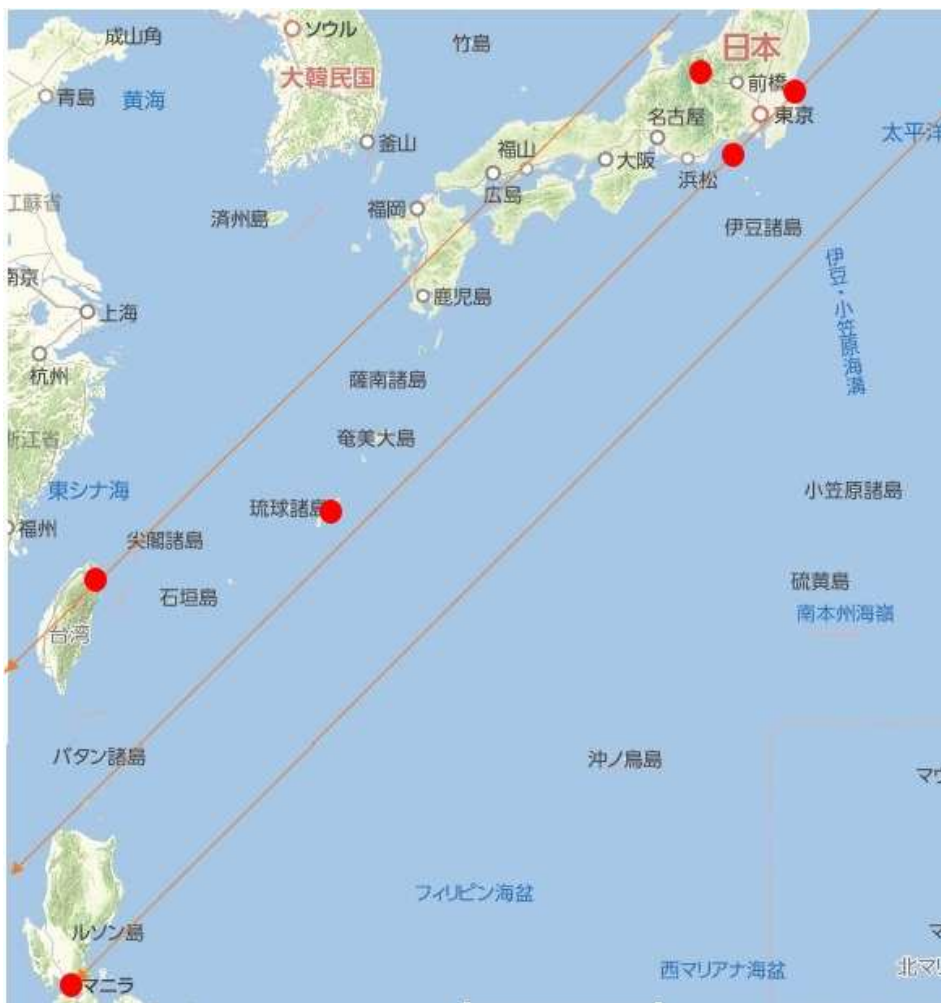 成山角
ソウル
竹島
日本
大韓民国
前橋
青島
黄海
東京
名古屋
太平洋
釜山
福山
大阪
浜松
広島
江蘇省
済州島
福岡
伊豆諸島
伊豆・小笠原海溝
南京
鹿児島
上海
杭州
薩南諸島
浙江省
奄美大島
東シナ海
小笠原諸島
琉球諸島
福州
尖閣諸島
硫黄島
石垣島
南本州海嶺
台湾
バタン諸島
沖ノ鳥島
マウ
フィリピン海盆
ルソン島
マ
西マリアナ海盆
北マリ
マニラ